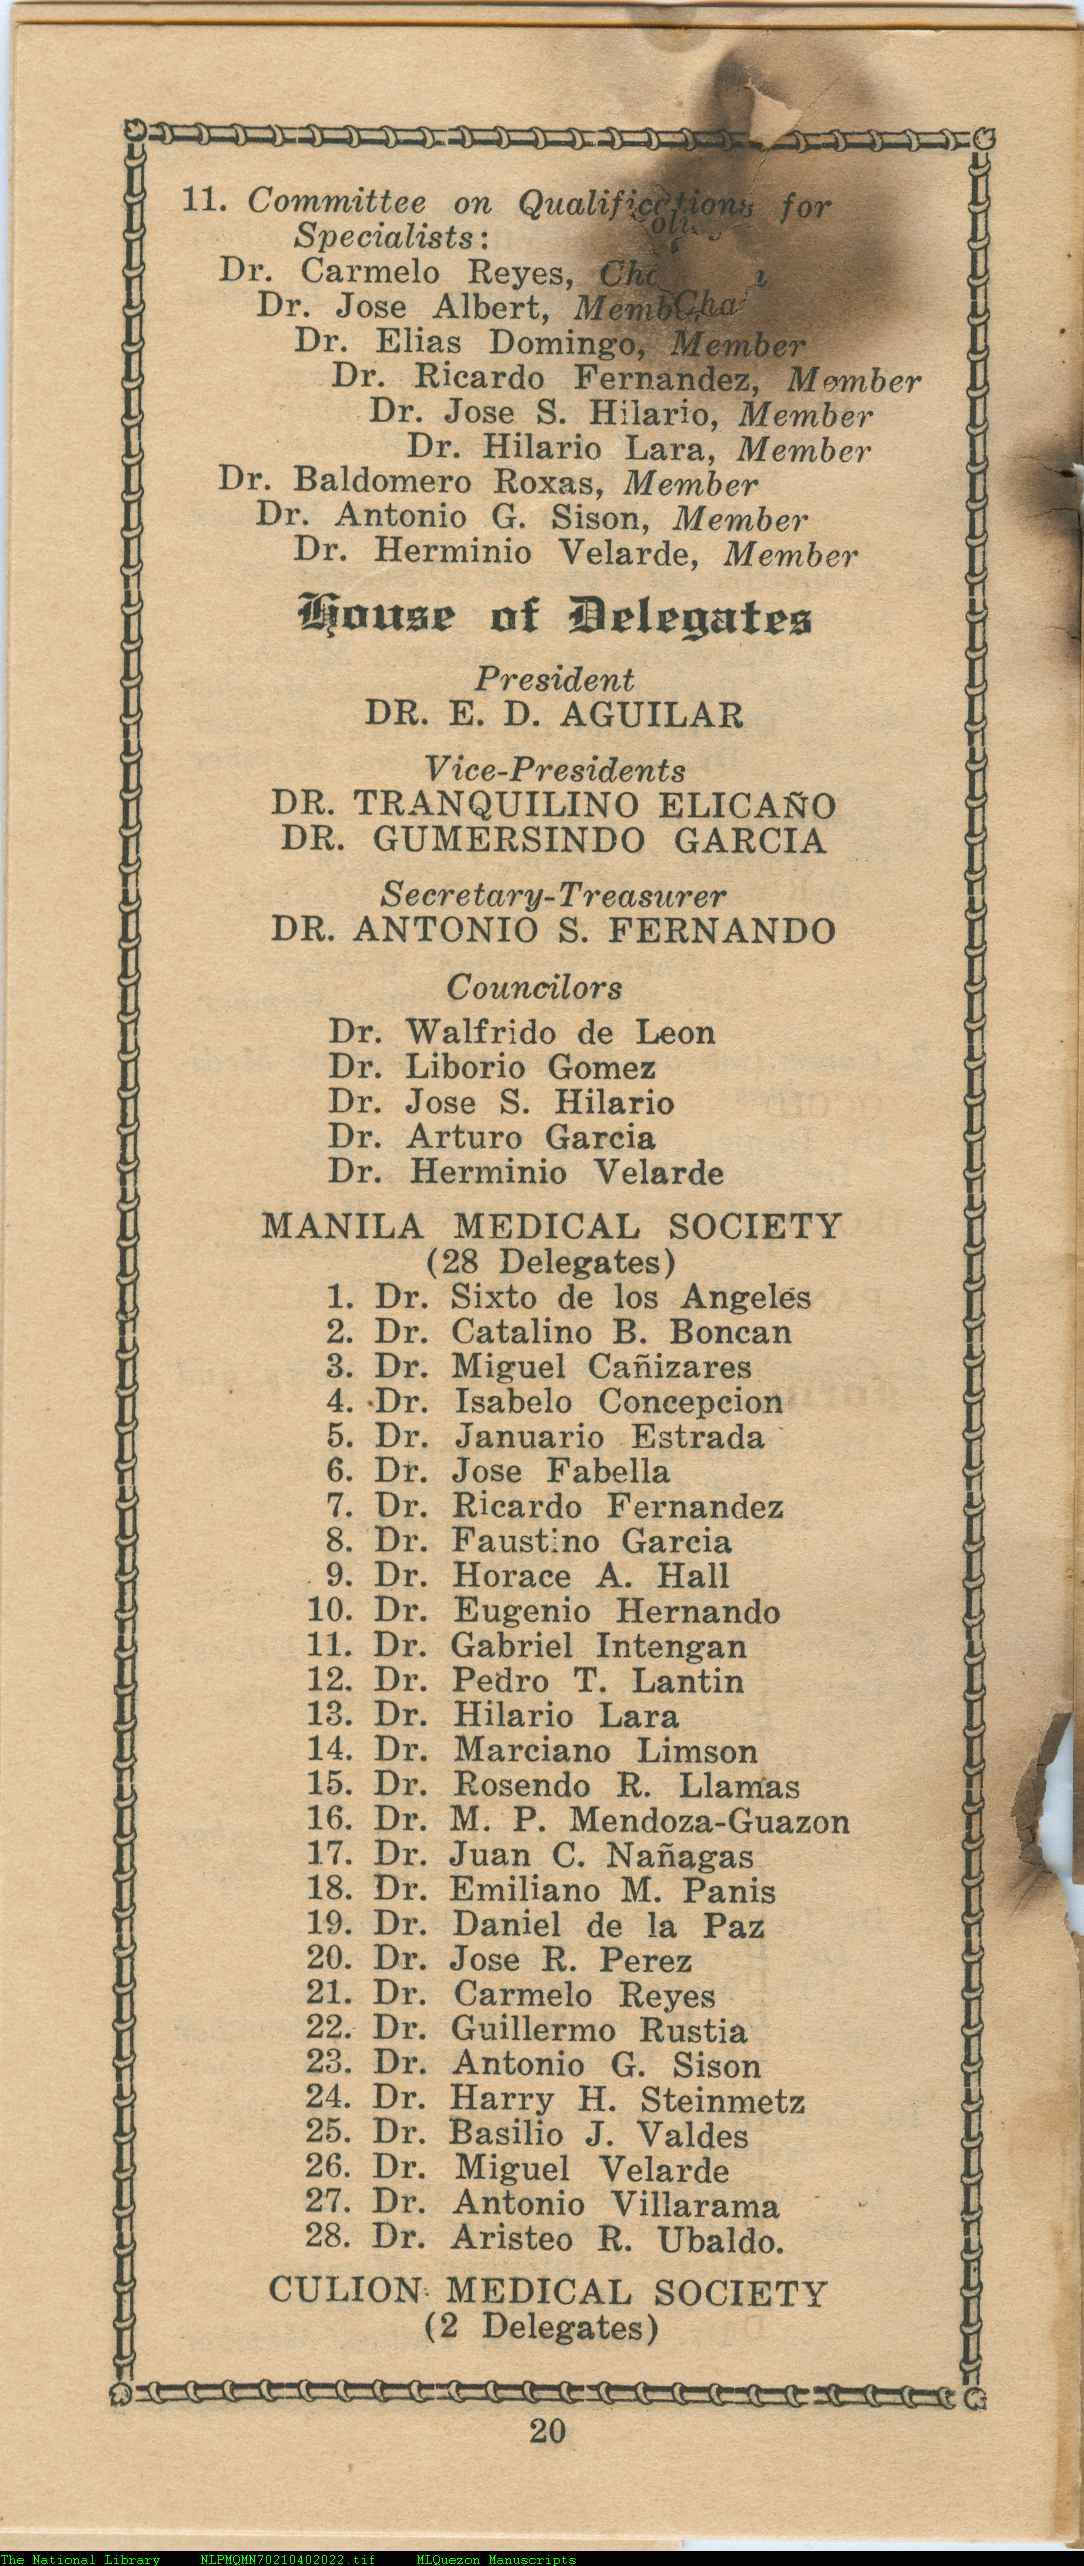 11. Committee on Qualifications for
Specialists:
Dr. Carmelo Reyes,
Dr. Jose Albert, Member
Dr. Elias Domingo, Member
Dr. Ricardo Fernandez, Member
Dr. Jose S. Hilario, Member
Dr. Hilario Lara, Member
Dr. Baldomero Roxas, Member
Dr. Antonio G. Sison, Member
Dr. Herminio Velarde, Member
House of Delegates
President
DR. E. D. AGUILAR
Vice-Presidents
DR. TRANQUILINO ELICAÑO
DR. GUMERSINDO GARCIA
Secretary-Treasurer
DR. ANTONIO S. FERNANDO
Councilors
Dr. Walfrido de Leon
Dr. Liborio Gomez
Dr. Jose S. Hilario
Dr. Arturo Garcia
Dr. Herminio Velarde
MANILA MEDICAL SOCIETY
(28 Delegates)
1. Dr. Sixto de los Angeles
2. Dr. Catalino B. Boncan
3. Dr. Miguel Cañizares
4. Dr. Isabelo Concepcion
5. Dr. Januario Estrada
6. Dr. Jose Fabella
7. Dr. Ricardo Fernandez
8. Dr. Faustino Garcia
9. Dr. Horace A. Hall
10. Dr. Eugenio Hernando
11. Dr. Gabriel Intengan
12. Dr. Pedro T. Lantin
13. Dr. Hilario Lara
14. Dr. Marciano Limson
15. Dr. Rosendo R. Llamas
16. Dr. M. P. Mendoza-Guazon
17. Dr. Juan C. Nañagas
18. Dr. Emiliano M. Panis
19. Dr. Daniel de la Paz
20. Dr. Jose R. Perez
21. Dr. Carmelo Reyes
22. Dr. Guillermo Rustia
23. Dr. Antonio G. Sison
24. Dr. Harry H. Steinmetz
25. Dr. Basilio J. Valdes
26. Dr. Miguel Velarde
27. Dr. Antonio Villarama
28. Dr. Aristeo R. Ubaldo.
CULION MEDICAL SOCIETY
(2 Delegates)
20
The National Library NLPMQMN70210402022.tif MLQuezon Manuscripts